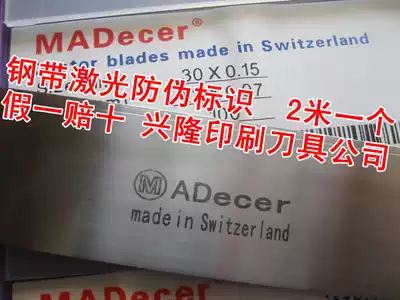 MADecer®
tor blades made in Switzerland
30 X 0.15
钢带激光防伪标识 2米一个
假一赔十 兴隆印刷刀具公司
Ⓜ ADecer
made in Switzerland